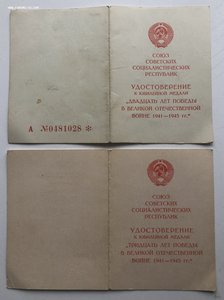 СОЮЗ
СОВЕТСКИХ
СОЦИАЛИСТИЧЕСКИХ
РЕСПУБЛИК
УДОСТОВЕРЕНИЕ
К ЮБИЛЕЙНОЙ МЕДАЛИ
„ДВАДЦАТЬ ЛЕТ ПОБЕДЫ
В ВЕЛИКОЙ ОТЕЧЕСТВЕННОЙ
ВОЙНЕ 1941—1945 гг.“
А №0481028 ✻
СОЮЗ
СОВЕТСКИХ
СОЦИАЛИСТИЧЕСКИХ
РЕСПУБЛИК
УДОСТОВЕРЕНИЕ
К ЮБИЛЕЙНОЙ МЕДАЛИ
„ТРИДЦАТЬ ЛЕТ ПОБЕДЫ
В ВЕЛИКОЙ ОТЕЧЕСТВЕННОЙ
ВОЙНЕ 1941—1945 гг.“